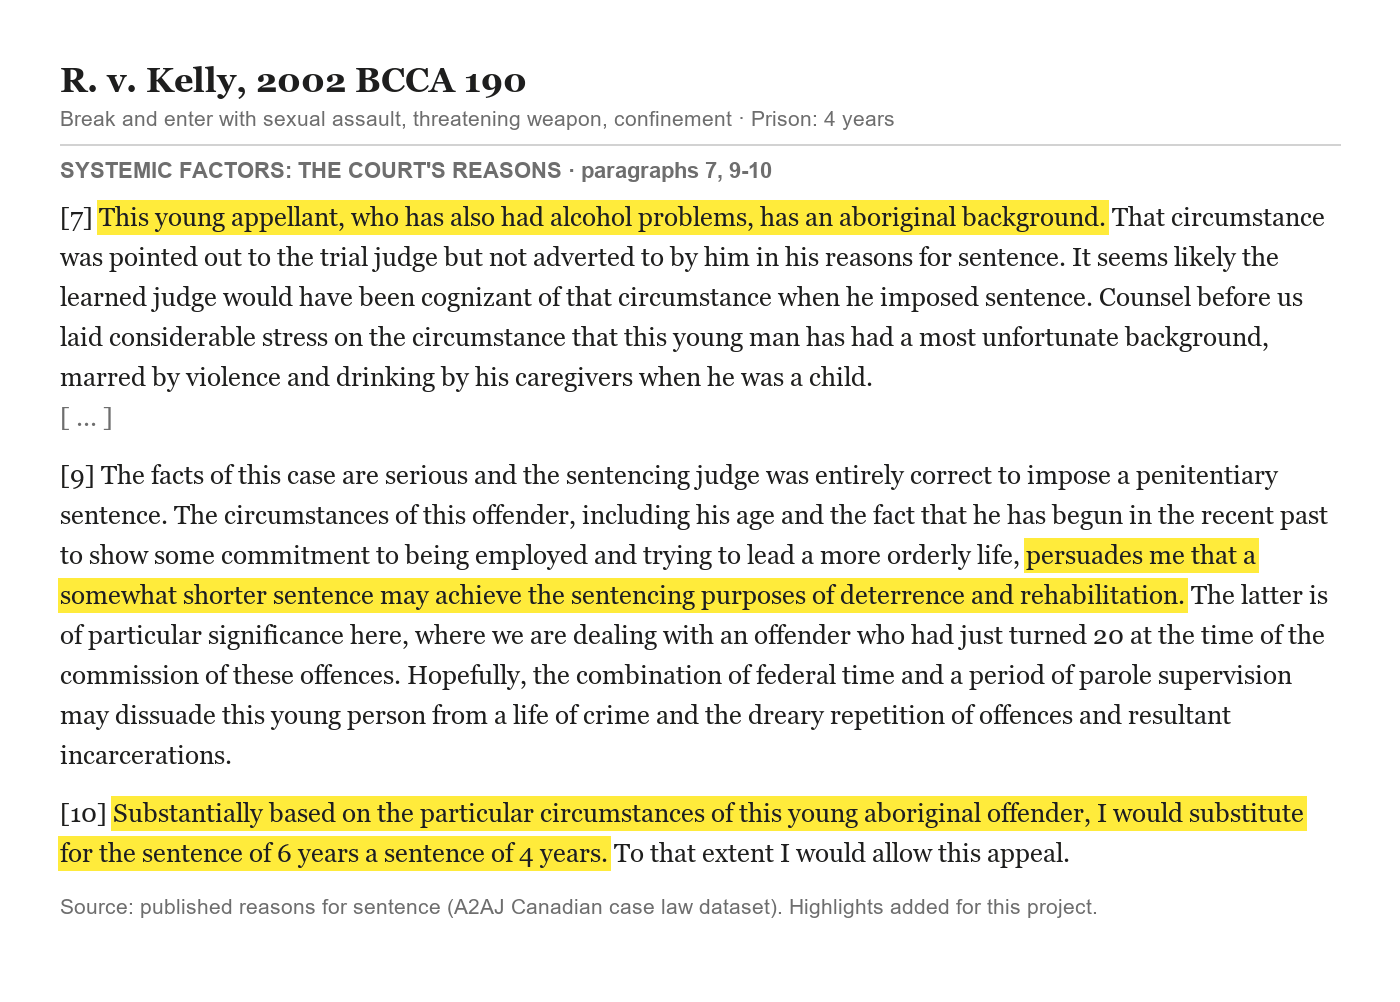 R. v. Kelly, 2002 BCCA 190
Break and enter with sexual assault, threatening weapon, confinement · Prison: 4 years
SYSTEMIC FACTORS: THE COURT'S REASONS · paragraphs 7, 9-10
[7] This young appellant, who has also had alcohol problems, has an aboriginal background. That circumstance
was pointed out to the trial judge but not adverted to by him in his reasons for sentence. It seems likely the
learned judge would have been cognizant of that circumstance when he imposed sentence. Counsel before us
laid considerable stress on the circumstance that this young man has had a most unfortunate background,
marred by violence and drinking by his caregivers when he was a child.
[ ... ]
[9] The facts of this case are serious and the sentencing judge was entirely correct to impose a penitentiary
sentence. The circumstances of this offender, including his age and the fact that he has begun in the recent past
to show some commitment to being employed and trying to lead a more orderly life, persuades me that a
somewhat shorter sentence may achieve the sentencing purposes of deterrence and rehabilitation. The latter is
of particular significance here, where we are dealing with an offender who had just turned 20 at the time of the
commission of these offences. Hopefully, the combination of federal time and a period of parole supervision
may dissuade this young person from a life of crime and the dreary repetition of offences and resultant
incarcerations.
[10] Substantially based on the particular circumstances of this young aboriginal offender, I would substitute
for the sentence of 6 years a sentence of 4 years. To that extent I would allow this appeal.
Source: published reasons for sentence (A2AJ Canadian case law dataset). Highlights added for this project.